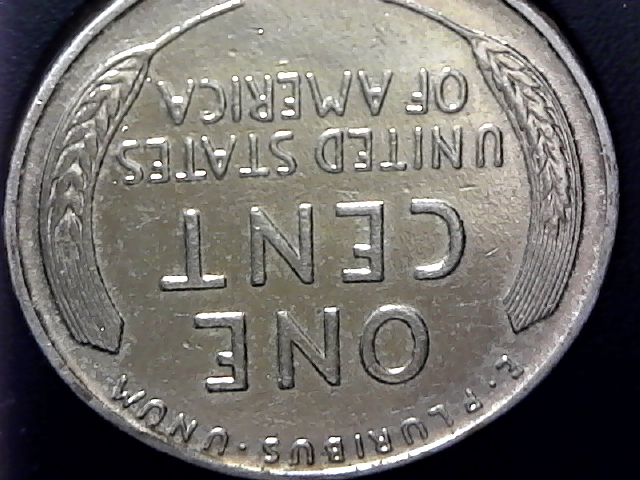 E · PLURIBUS · UNUM
ONE
CENT
UNITED STATES
OF AMERICA